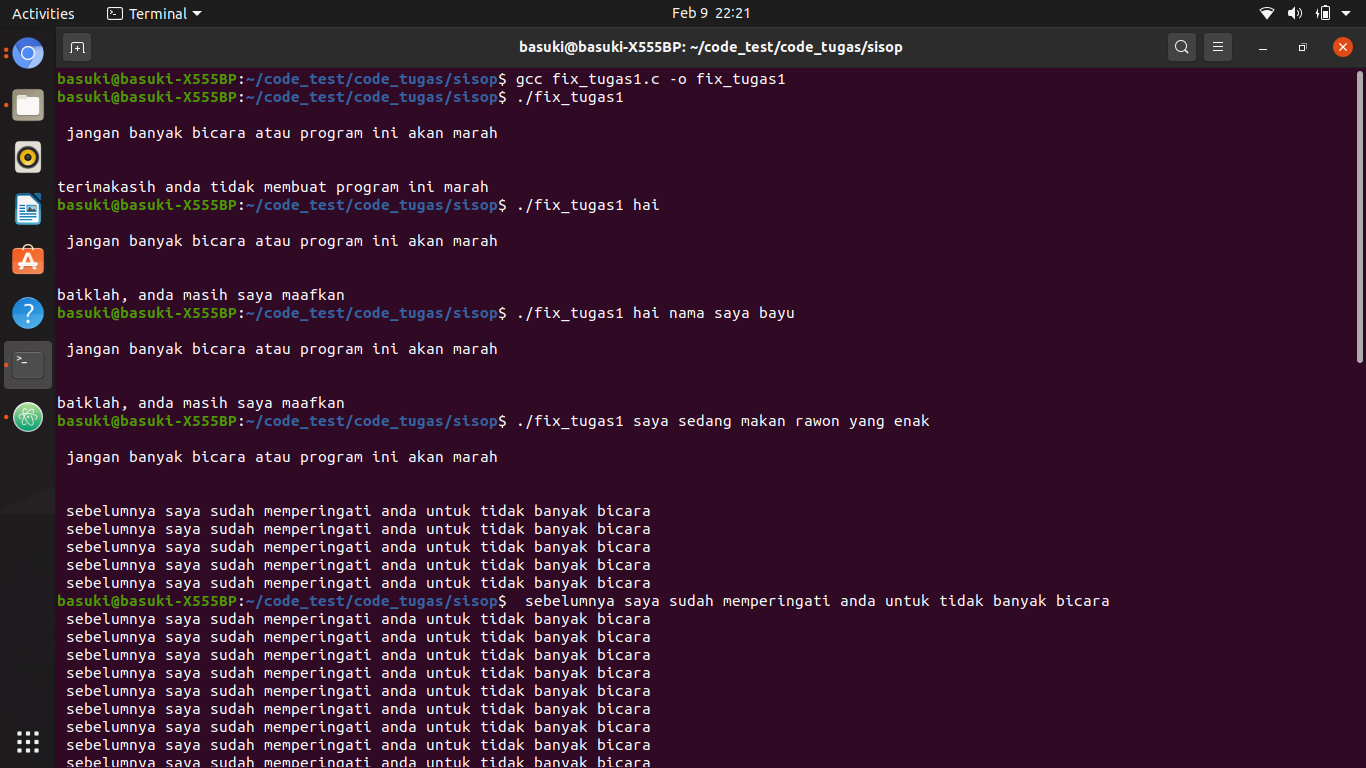 Activities Terminal Feb 9 22:21
basuki@basuki-X555BP: ~/code_test/code_tugas/sisop
basuki@basuki-X555BP:~/code_test/code_tugas/sisop$ gcc fix_tugas1.c -o fix_tugas1
basuki@basuki-X555BP:~/code_test/code_tugas/sisop$ ./fix_tugas1
jangan banyak bicara atau program ini akan marah
terimakasih anda tidak membuat program ini marah
basuki@basuki-X555BP:~/code_test/code_tugas/sisop$ ./fix_tugas1 hai
jangan banyak bicara atau program ini akan marah
baiklah, anda masih saya maafkan
basuki@basuki-X555BP:~/code_test/code_tugas/sisop$ ./fix_tugas1 hai nama saya bayu
jangan banyak bicara atau program ini akan marah
baiklah, anda masih saya maafkan
basuki@basuki-X555BP:~/code_test/code_tugas/sisop$ ./fix_tugas1 saya sedang makan rawon yang enak
jangan banyak bicara atau program ini akan marah
sebelumnya saya sudah memperingati anda untuk tidak banyak bicara
sebelumnya saya sudah memperingati anda untuk tidak banyak bicara
sebelumnya saya sudah memperingati anda untuk tidak banyak bicara
sebelumnya saya sudah memperingati anda untuk tidak banyak bicara
sebelumnya saya sudah memperingati anda untuk tidak banyak bicara
basuki@basuki-X555BP:~/code_test/code_tugas/sisop$  sebelumnya saya sudah memperingati anda untuk tidak banyak bicara
sebelumnya saya sudah memperingati anda untuk tidak banyak bicara
sebelumnya saya sudah memperingati anda untuk tidak banyak bicara
sebelumnya saya sudah memperingati anda untuk tidak banyak bicara
sebelumnya saya sudah memperingati anda untuk tidak banyak bicara
sebelumnya saya sudah memperingati anda untuk tidak banyak bicara
sebelumnya saya sudah memperingati anda untuk tidak banyak bicara
sebelumnya saya sudah memperingati anda untuk tidak banyak bicara
sebelumnya saya sudah memperingati anda untuk tidak banyak bicara
sebelumnya saya sudah memperingati anda untuk tidak banyak bicara